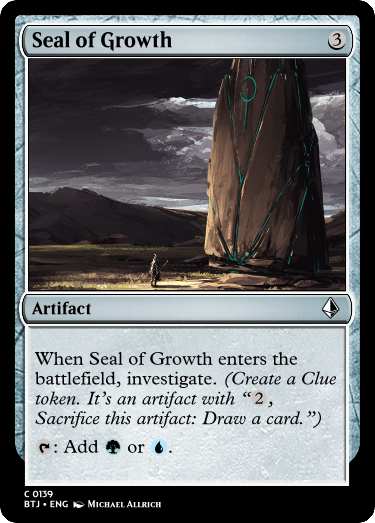 Seal of Growth 3
Artifact
When Seal of Growth enters the
battlefield, investigate. (Create a Clue
token. It's an artifact with “2,
Sacrifice this artifact: Draw a card.”)
: Add or .
C 0139
BTJ • ENG Michael Allrich